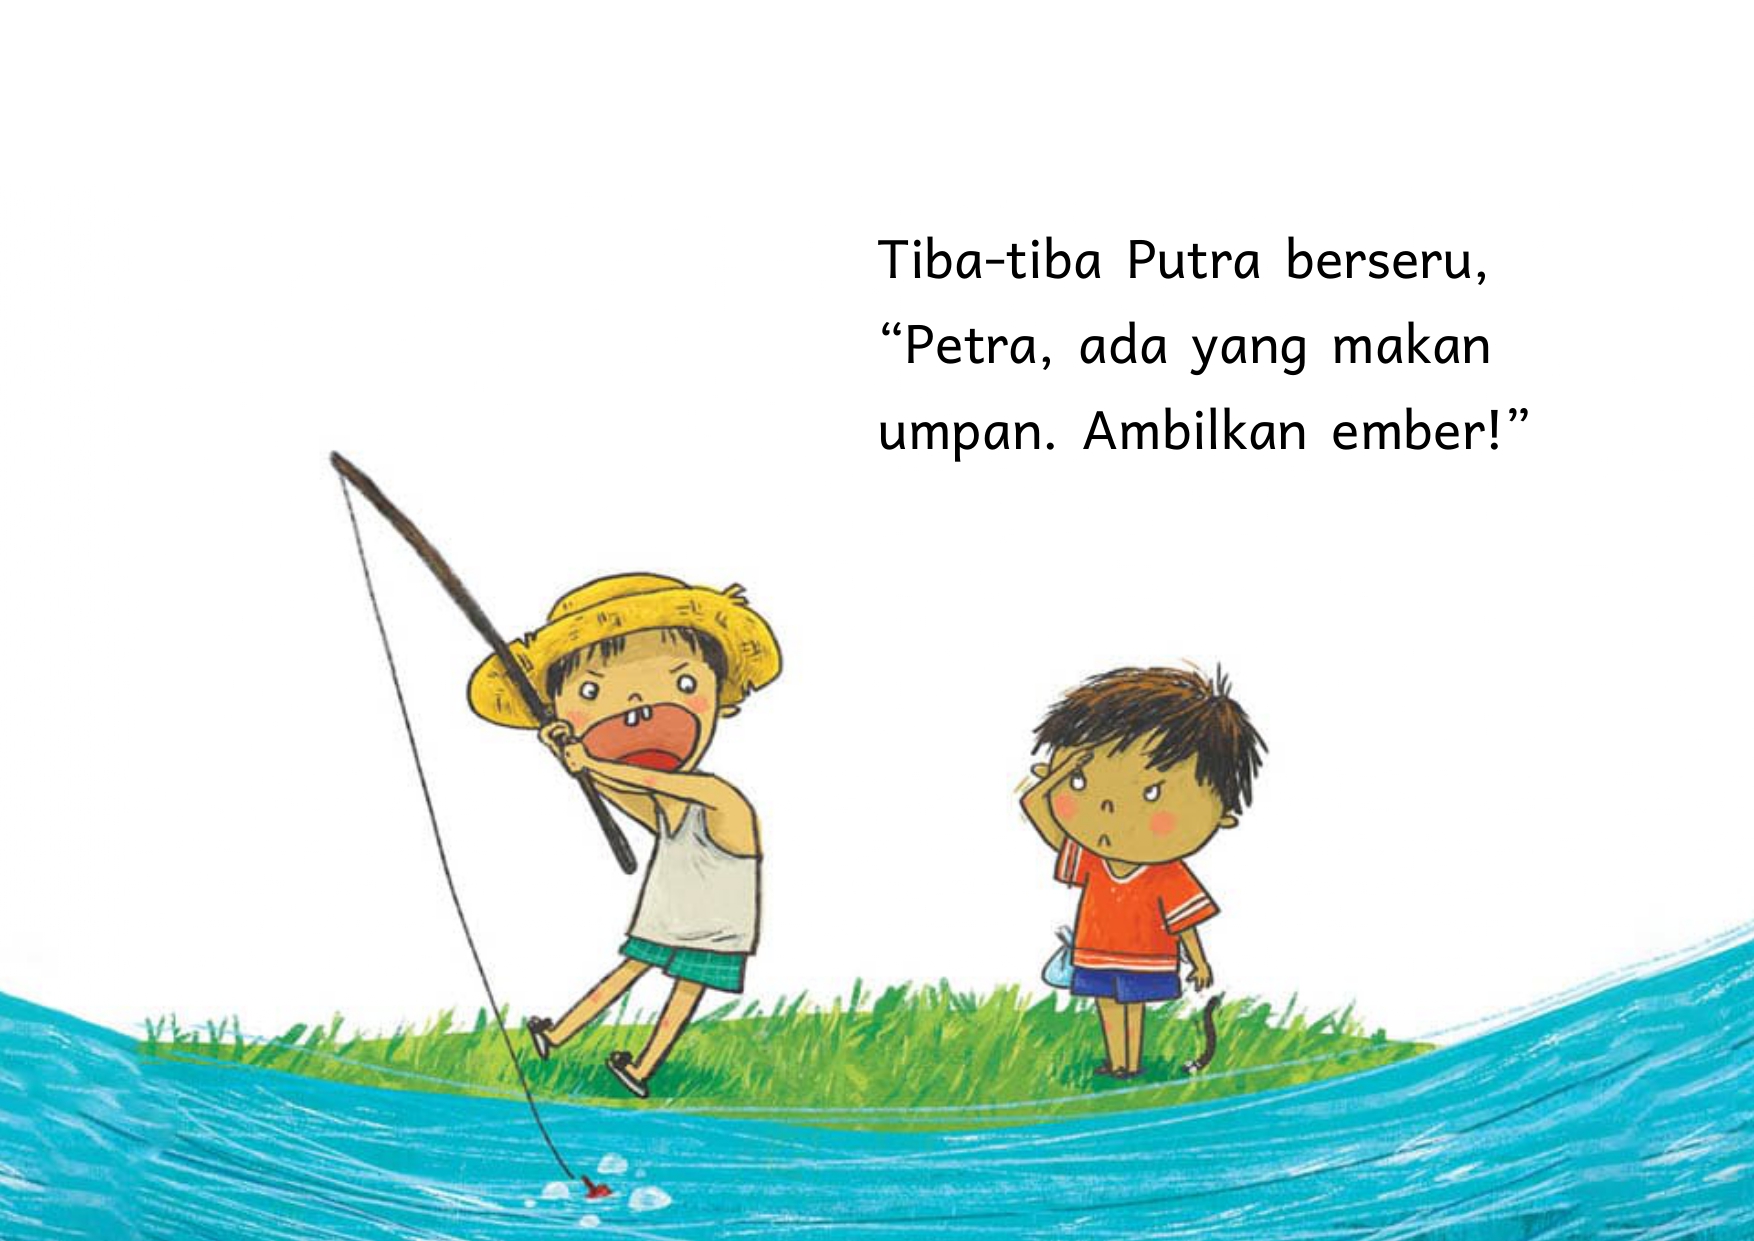 Tiba-tiba Putra berseru,
“Petra, ada yang makan
umpan. Ambilkan ember!”